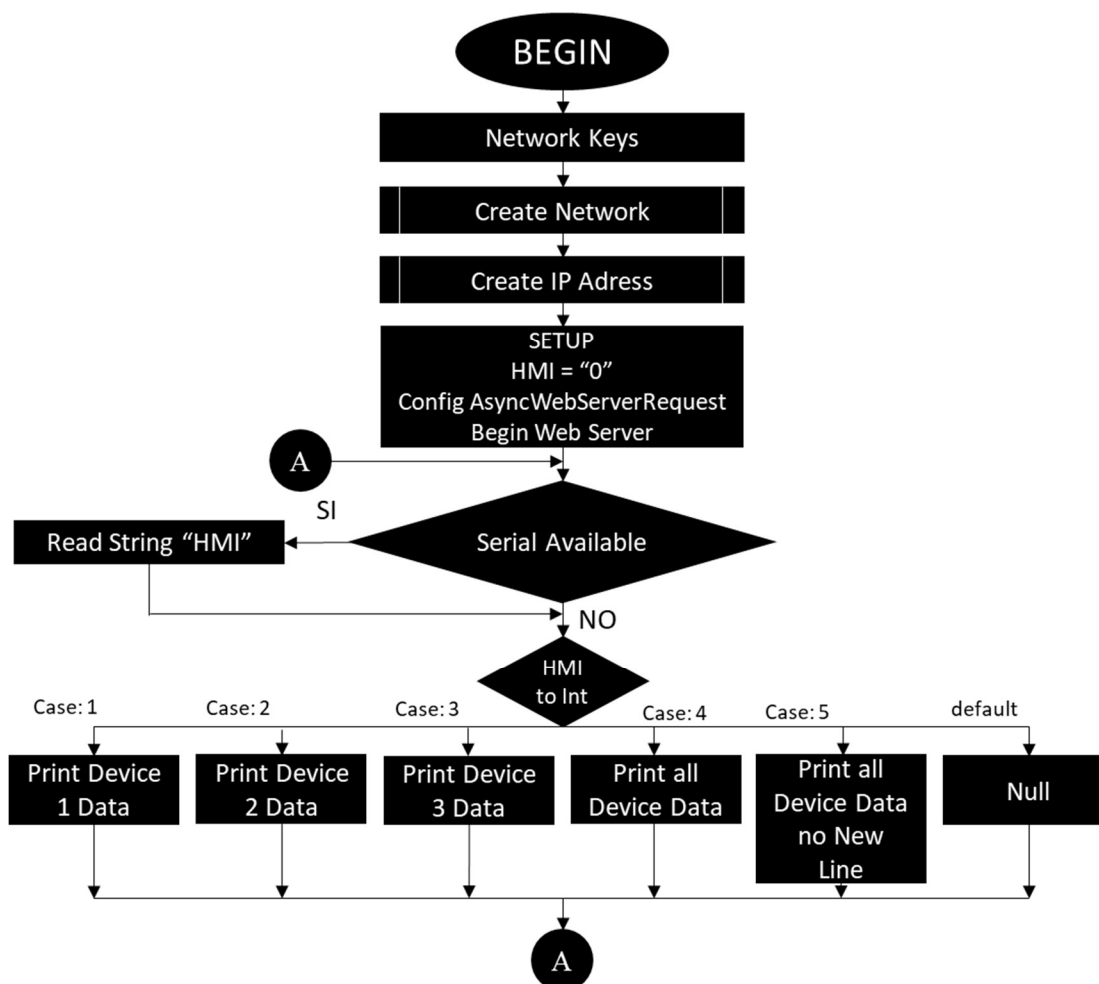 BEGIN
Network Keys
Create Network
Create IP Adress
SETUP
HMI = “0”
Config AsyncWebServerRequest
Begin Web Server
A
SI
Read String “HMI”
Serial Available
NO
HMI
to Int
Case: 1
Case: 2
Case: 3
Case: 4
Case: 5
default
Print Device
1 Data
Print Device
2 Data
Print Device
3 Data
Print all
Device Data
Print all
Device Data
no New
Line
Null
A